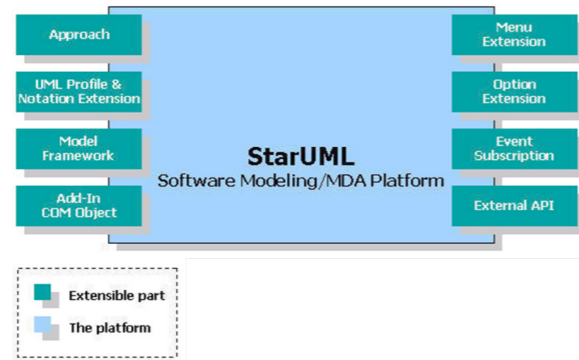 Approach
UML Profile &
Notation Extension
Model
Framework
Add-In
COM Object
StarUML
Software Modeling/MDA Platform
Menu
Extension
Option
Extension
Event
Subscription
External API
Extensible part
The platform